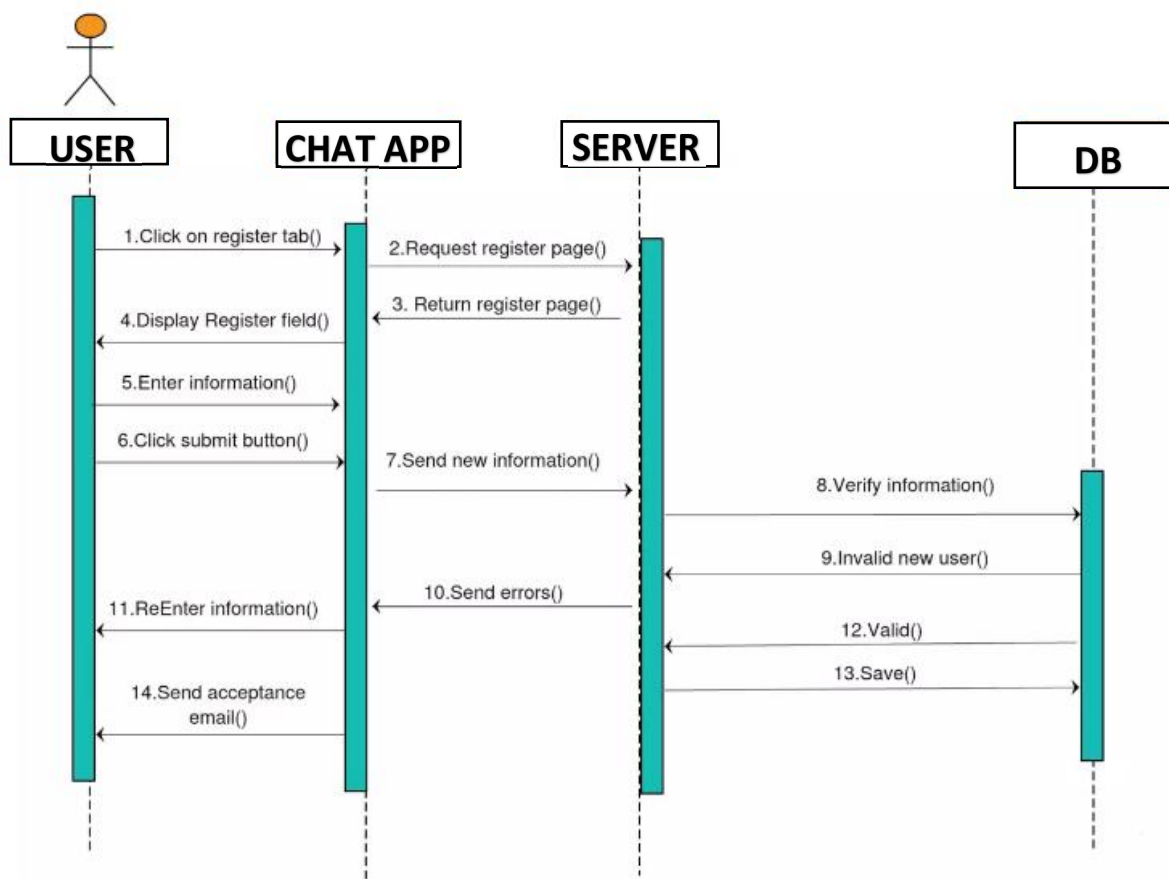 USER
CHAT APP
SERVER
DB
1.Click on register tab()
2.Request register page()
3. Return register page()
4.Display Register field()
5.Enter information()
6.Click submit button()
7.Send new information()
8.Verify information()
9.Invalid new user()
10.Send errors()
11.ReEnter information()
12.Valid()
13.Save()
14.Send acceptance
email()